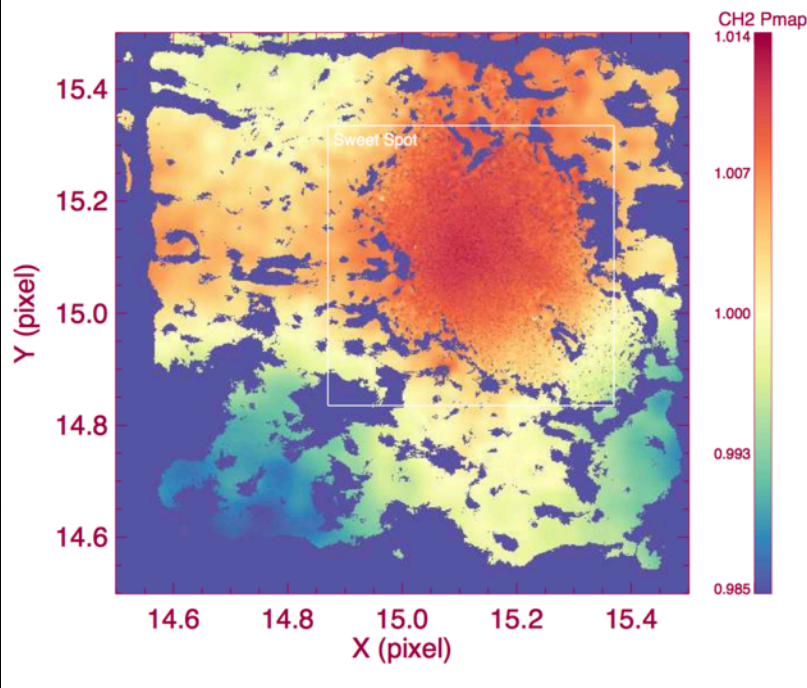 CH2 Pmap
1.014
15.4
Sweet Spot
1.007
15.2
Y (pixel)
15.0
1.000
14.8
0.993
14.6
0.985
14.6 14.8 15.0 15.2 15.4
X (pixel)